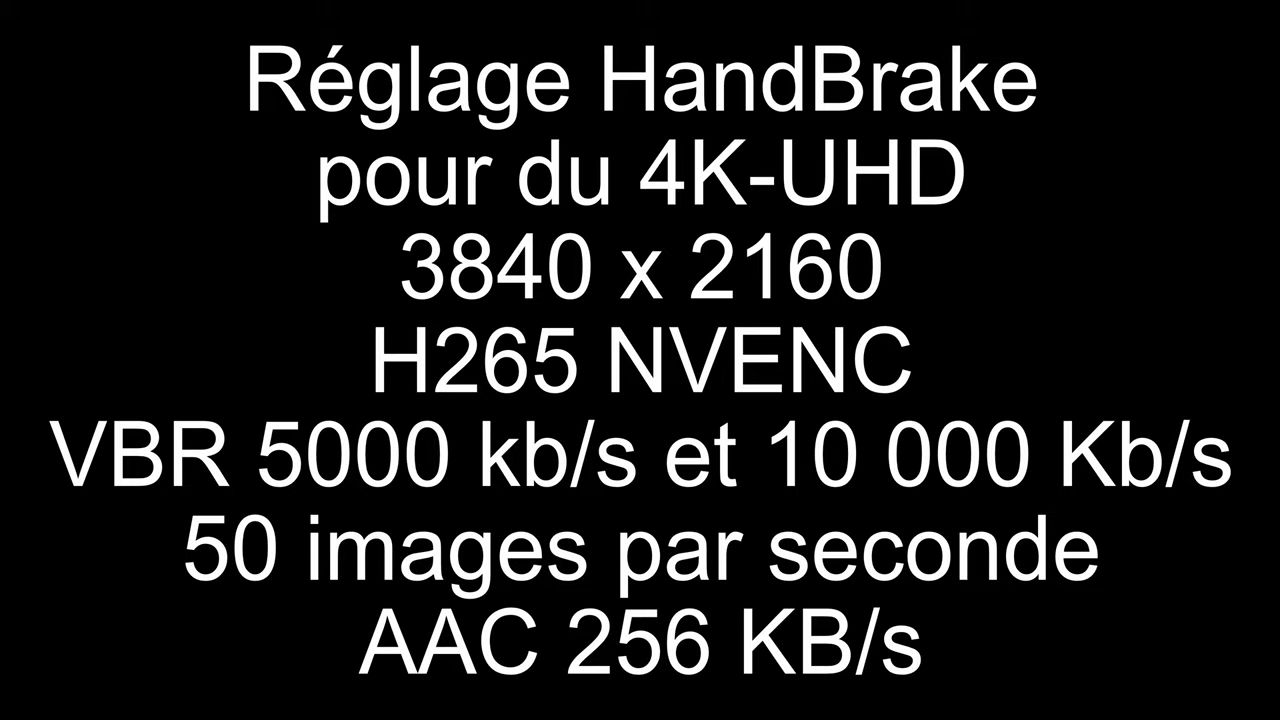 Réglage HandBrake
pour du 4K-UHD
3840 x 2160
H265 NVENC
VBR 5000 kb/s et 10 000 Kb/s
50 images par seconde
AAC 256 KB/s